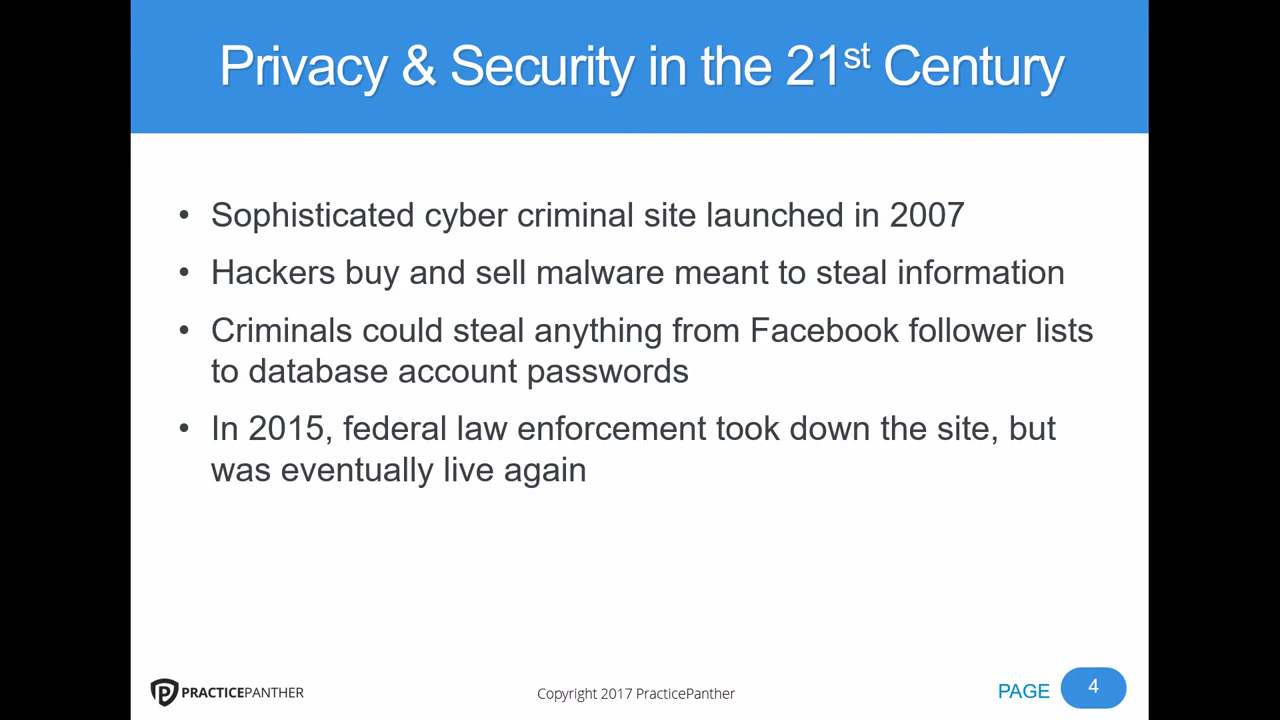 Privacy & Security in the 21st Century
• Sophisticated cyber criminal site launched in 2007
• Hackers buy and sell malware meant to steal information
• Criminals could steal anything from Facebook follower lists
to database account passwords
• In 2015, federal law enforcement took down the site, but
was eventually live again
PRACTICEPANTHER
Copyright 2017 PracticePanther
PAGE 4